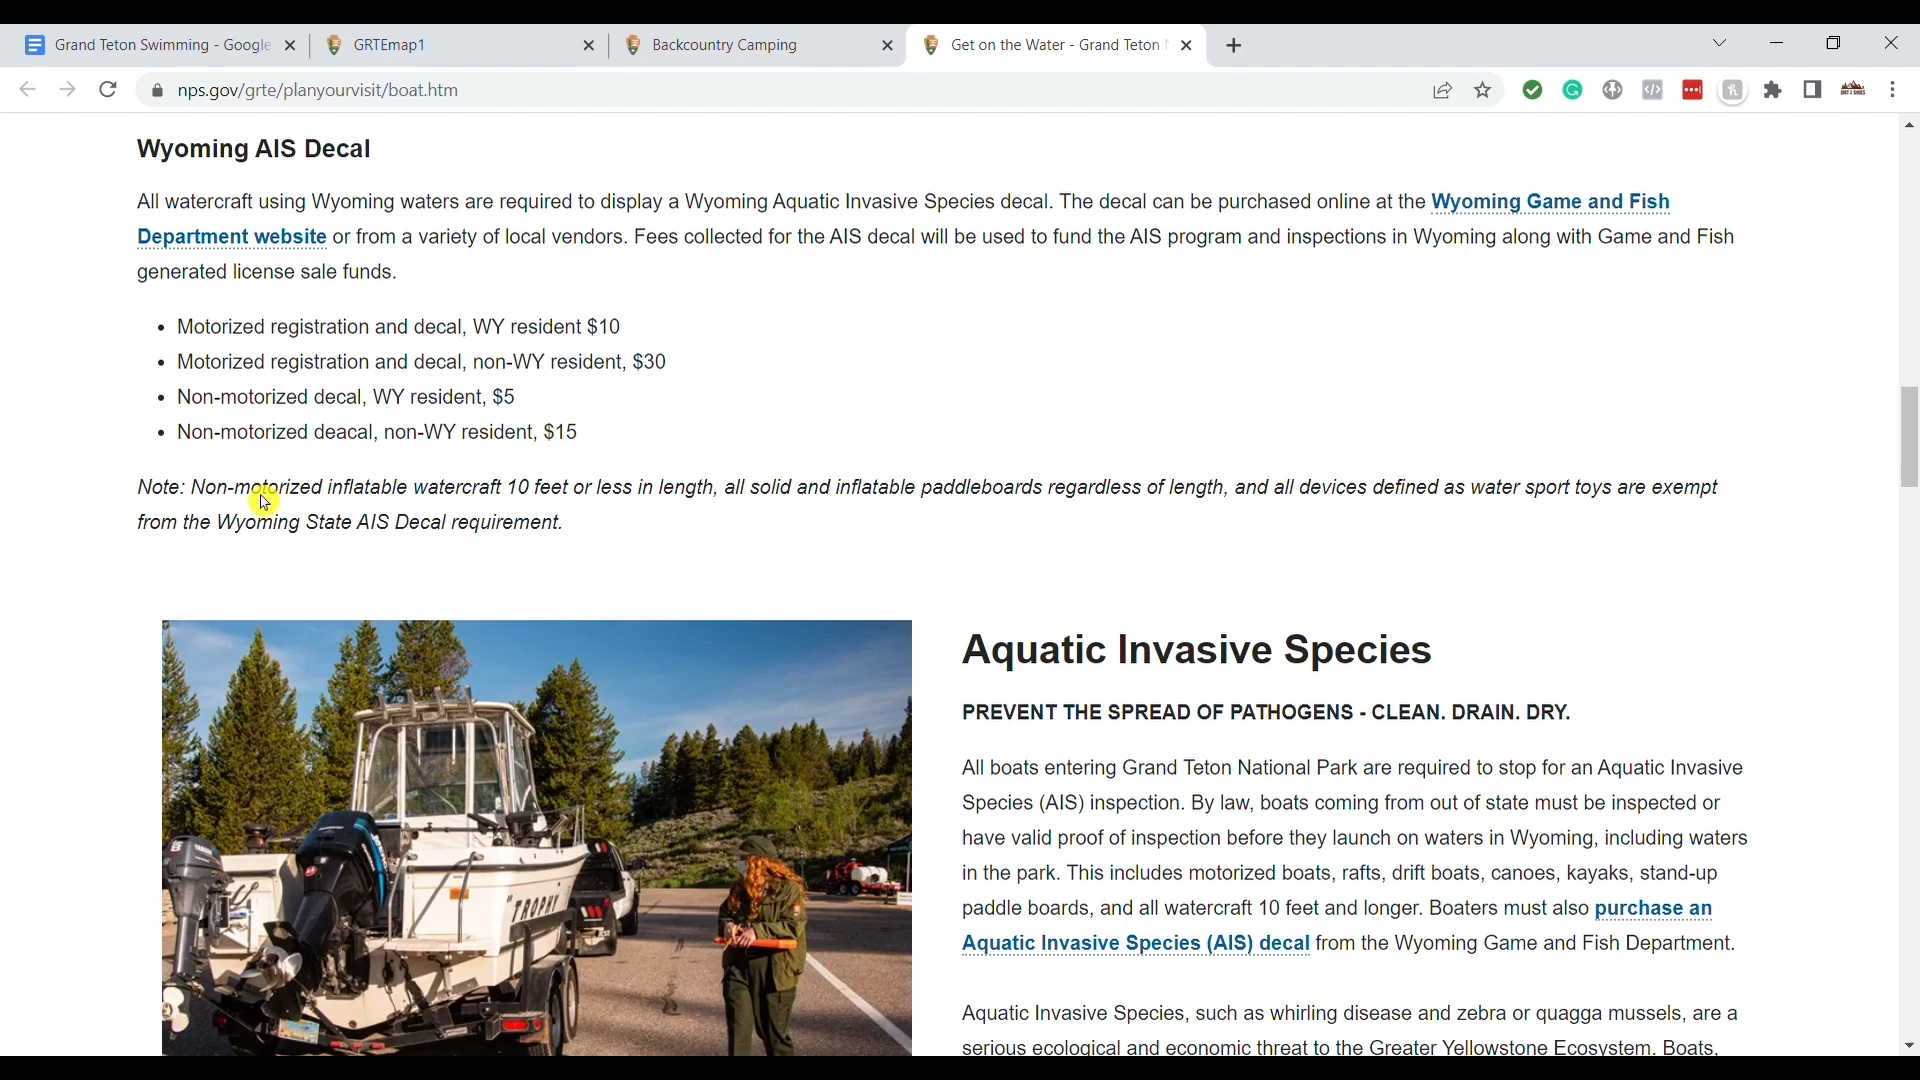 Grand Teton Swimming - Google
GRTEmap1
Backcountry Camping
Get on the Water - Grand Teton
nps.gov/grte/planyourvisit/boat.htm
Wyoming AIS Decal
All watercraft using Wyoming waters are required to display a Wyoming Aquatic Invasive Species decal. The decal can be purchased online at the Wyoming Game and Fish
Department website or from a variety of local vendors. Fees collected for the AIS decal will be used to fund the AIS program and inspections in Wyoming along with Game and Fish
generated license sale funds.
• Motorized registration and decal, WY resident $10
• Motorized registration and decal, non-WY resident, $30
• Non-motorized decal, WY resident, $5
• Non-motorized deacal, non-WY resident, $15
Note: Non-motorized inflatable watercraft 10 feet or less in length, all solid and inflatable paddleboards regardless of length, and all devices defined as water sport toys are exempt
from the Wyoming State AIS Decal requirement.
TROPHY
Aquatic Invasive Species
PREVENT THE SPREAD OF PATHOGENS - CLEAN. DRAIN. DRY.
All boats entering Grand Teton National Park are required to stop for an Aquatic Invasive
Species (AIS) inspection. By law, boats coming from out of state must be inspected or
have valid proof of inspection before they launch on waters in Wyoming, including waters
in the park. This includes motorized boats, rafts, drift boats, canoes, kayaks, stand-up
paddle boards, and all watercraft 10 feet and longer. Boaters must also purchase an
Aquatic Invasive Species (AIS) decal from the Wyoming Game and Fish Department.
Aquatic Invasive Species, such as whirling disease and zebra or quagga mussels, are a
serious ecological and economic threat to the Greater Yellowstone Ecosystem. Boats,